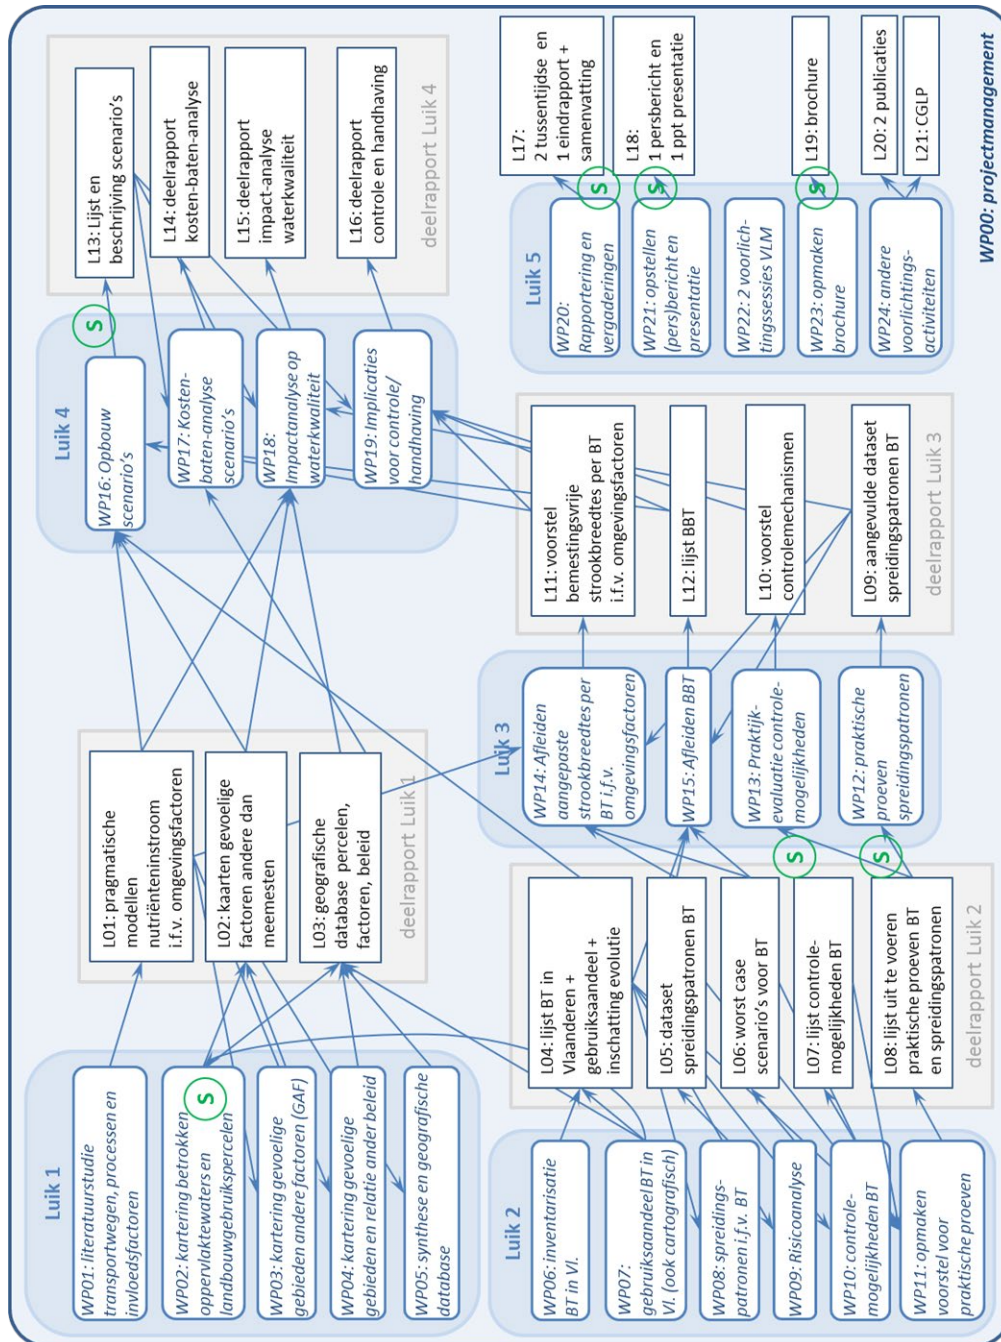 Luik 1
WP01: literatuurstudie
transportwegen, processen en
invloedsfactoren
WP02: kartering betrokken
oppervlaktewaters en
landbouwgebruikspercelen
S
WP03: kartering gevoelige
gebieden andere factoren (GAF)
WP04: kartering gevoelige
gebieden en relatie ander beleid
WP05: synthese en geografische
database
L01: pragmatische
modellen
nutriënteninstroom
i.f.v. omgevingsfactoren
L02: kaarten gevoelige
factoren andere dan
meemesten
L03: geografische
database percelen,
factoren, beleid
deelrapport Luik 1
Luik 4
WP16: Opbouw
scenario's
S
WP17: Kosten-
baten-analyse
scenario's
WP18:
Impactanalyse op
waterkwaliteit
WP19: Implicaties
voor controle/
handhaving
L13: Lijst en
beschrijving scenario's
L14: deelrapport
kosten-baten-analyse
L15: deelrapport
impact-analyse
waterkwaliteit
L16: deelrapport
controle en handhaving
deelrapport Luik 4
Luik 2
WP06: inventarisatie
BT in Vl.
WP07:
gebruiksaandeel BT in
Vl. (ook cartografisch)
WP08: spreidings-
patronen i.f.v. BT
WP09: Risicoanalyse
WP10: controle-
mogelijkheden BT
WP11: opmaken
voorstel voor
praktische proeven
L04: lijst BT in
Vlaanderen +
gebruiksaandeel +
inschatting evolutie
L05: dataset
spreidingspatronen BT
L06: worst case
scenario's voor BT
L07: lijst controle-
mogelijkheden BT
S
L08: lijst uit te voeren
praktische proeven BT
en spreidingspatronen
S
deelrapport Luik 2
Luik 3
WP14: Afleiden
aangepaste
strookbreedtes per
BT i.f.v.
omgevingsfactoren
WP15: Afleiden BBT
WP13: Praktijk-
evaluatie controle-
mogelijkheden
WP12: praktische
proeven
spreidingspatronen
L11: voorstel
bemestingsvrije
strookbreedtes per BT
i.f.v. omgevingsfactoren
L12: lijst BBT
L10: voorstel
controlemechanismen
L09: aangevulde dataset
spreidingspatronen BT
deelrapport Luik 3
Luik 5
WP20:
Rapportering en
vergaderingen
S
WP21: opstellen
(pers)bericht en
presentatie
S
WP22: 2 voorlich-
tingssessies VLM
WP23: opmaken
brochure
S
WP24: andere
voorlichtings-
activiteiten
L17:
2 tussentijdse en
1 eindrapport +
samenvatting
L18:
1 persbericht en
1 ppt presentatie
L19: brochure
L20: 2 publicaties
L21: CGLP
WP00: projectmanagement